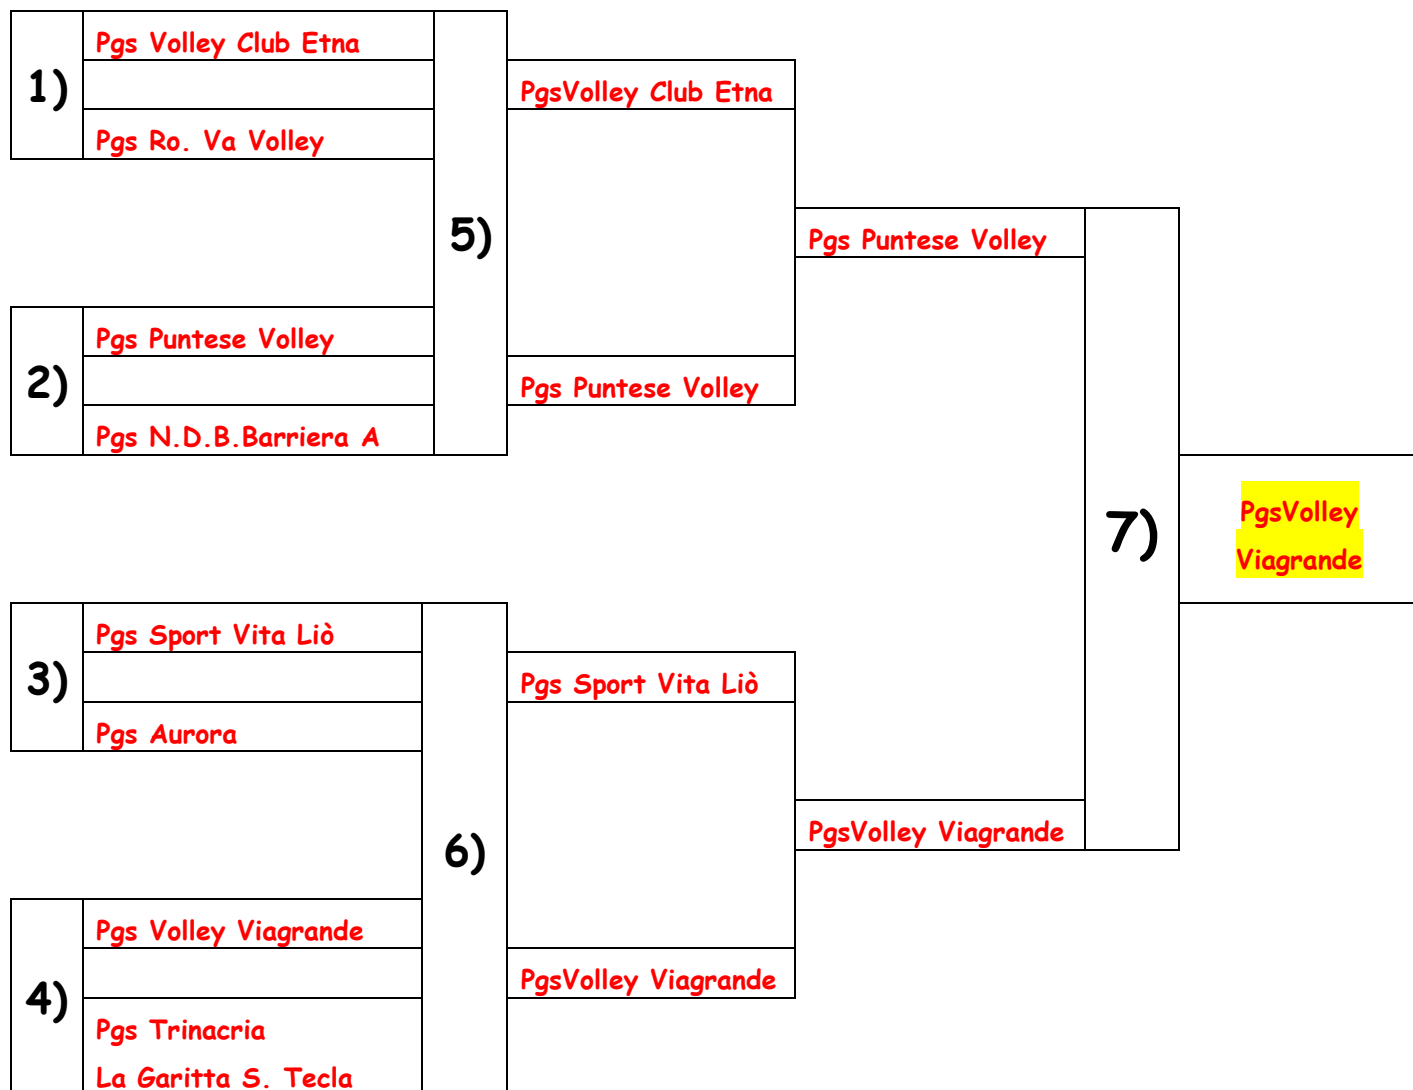 1)
Pgs Volley Club Etna
Pgs Ro. Va Volley
5)
PgsVolley Club Etna
Pgs Puntese Volley
2)
Pgs Puntese Volley
Pgs N.D.B.Barriera A
Pgs Puntese Volley
7)
PgsVolley
Viagrande
3)
Pgs Sport Vita Liò
Pgs Aurora
6)
Pgs Sport Vita Liò
PgsVolley Viagrande
4)
Pgs Volley Viagrande
Pgs Trinacria
La Garitta S. Tecla
PgsVolley Viagrande